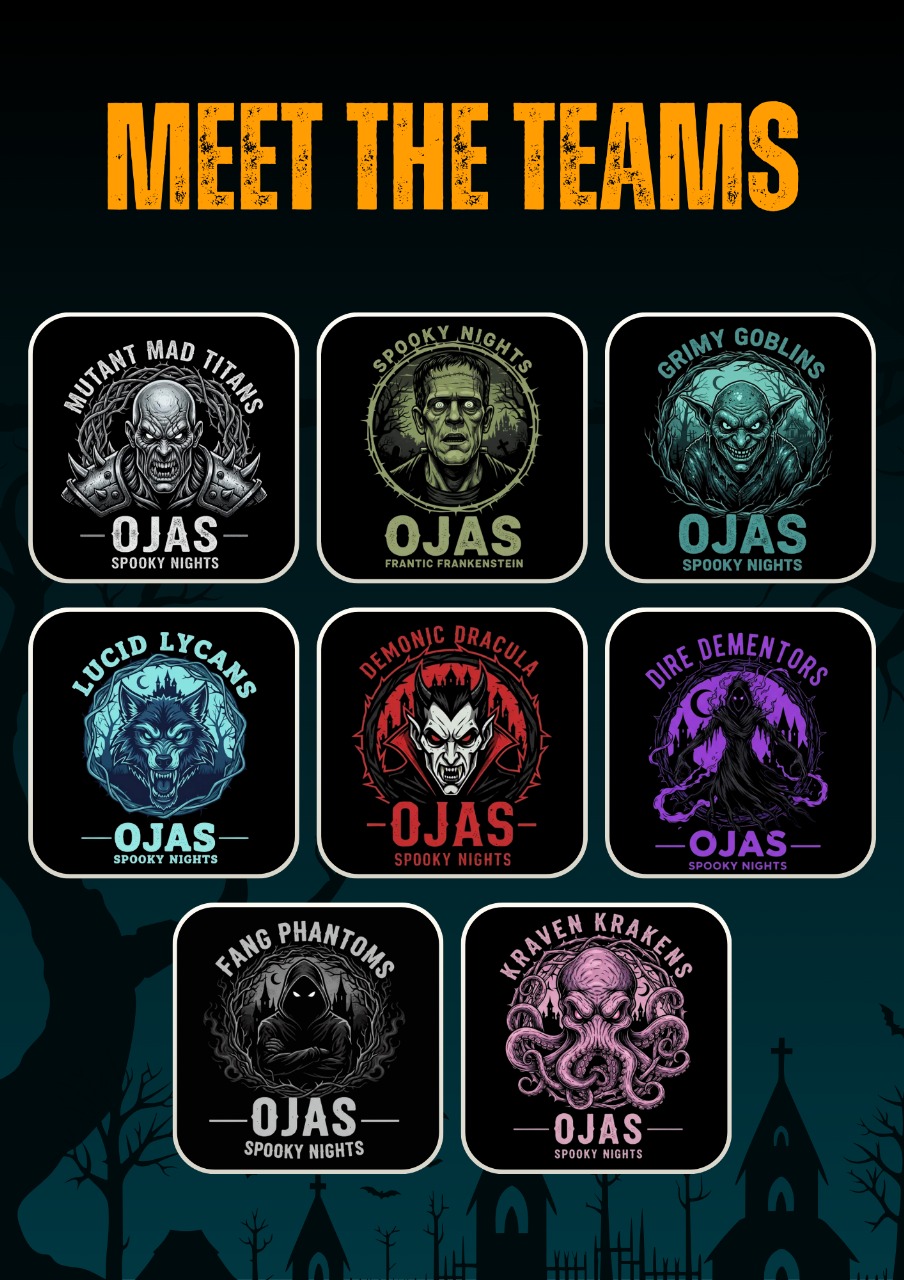 MEET THE TEAMS
MUTANT MAD TITANS
OJAS
SPOOKY NIGHTS
SPOOKY NIGHTS
OJAS
FRANTIC FRANKENSTEIN
GRIMY GOBLINS
OJAS
SPOOKY NIGHTS
LUCID LYCANS
OJAS
SPOOKY NIGHTS
DEMONIC DRACULA
OJAS
SPOOKY NIGHTS
DIRE DEMENTORS
OJAS
SPOOKY NIGHTS
FANG PHANTOMS
OJAS
SPOOKY NIGHTS
KRAVEN KRAKENS
OJAS
SPOOKY NIGHTS